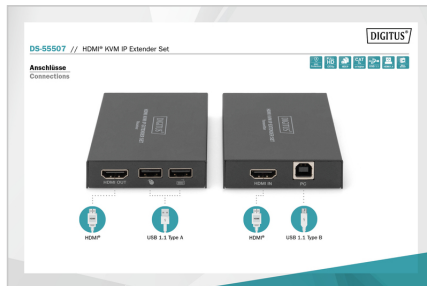 DIGITUS®
DS-55507 // HDMI® KVM IP Extender Set
Anschlüsse
Connections
HDMI OUT
HDMI IN
PC
HDMI®
USB 1.1 Type A
HDMI®
USB 1.1 Type B